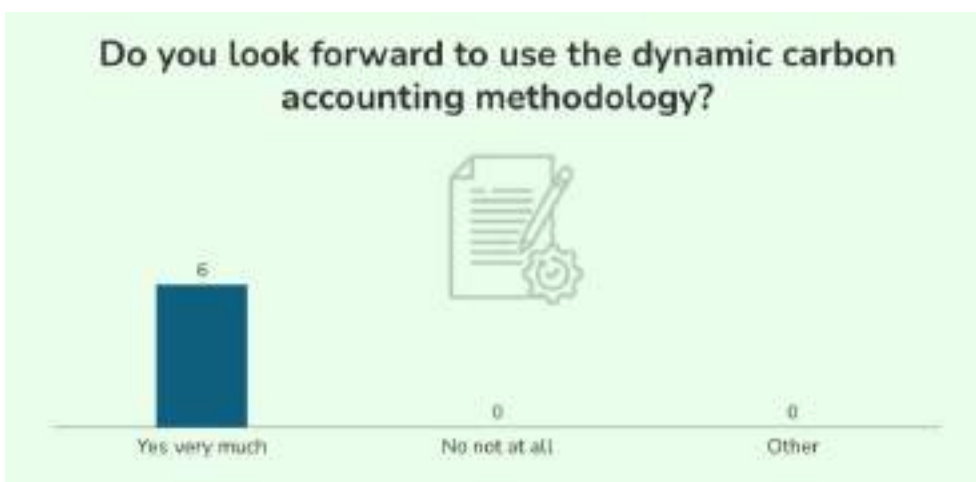 Do you look forward to use the dynamic carbon
accounting methodology?
6
0
0
Yes very much
No not at all
Other